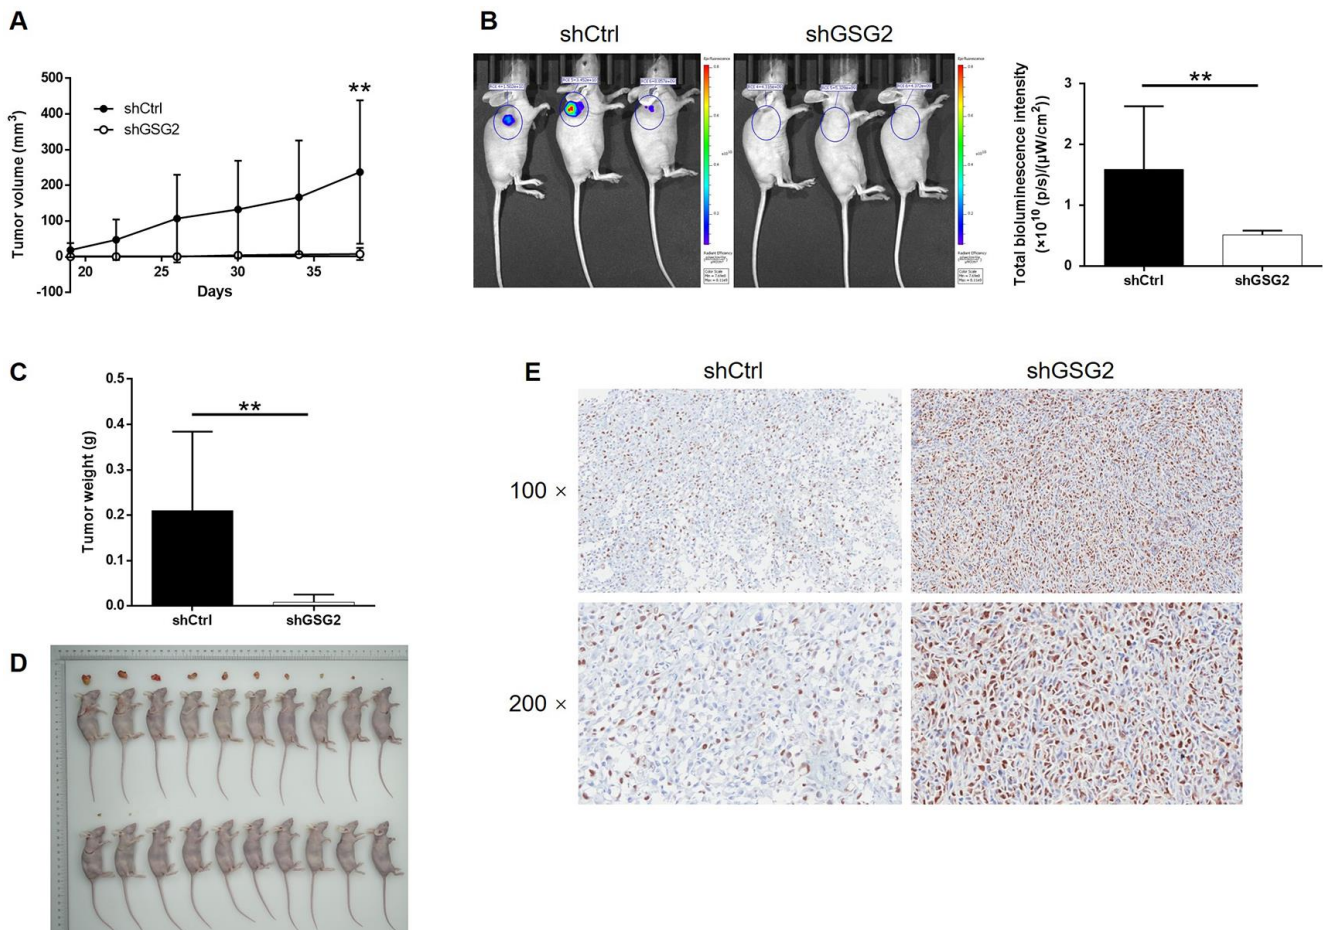 A
Tumor volume (mm³)
500
400
300
200
100
0
-100
shCtrl
shGSG2
**
20
25
30
35
Days
B
shCtrl
shGSG2
Total bioluminescence intensity
(×10¹⁰ (p/s)/(μW/cm²))
3
2
1
0
**
shCtrl
shGSG2
C
Tumor weight (g)
0.5
0.4
0.3
0.2
0.1
0.0
**
shCtrl
shGSG2
D
E
shCtrl
shGSG2
100 ×
200 ×